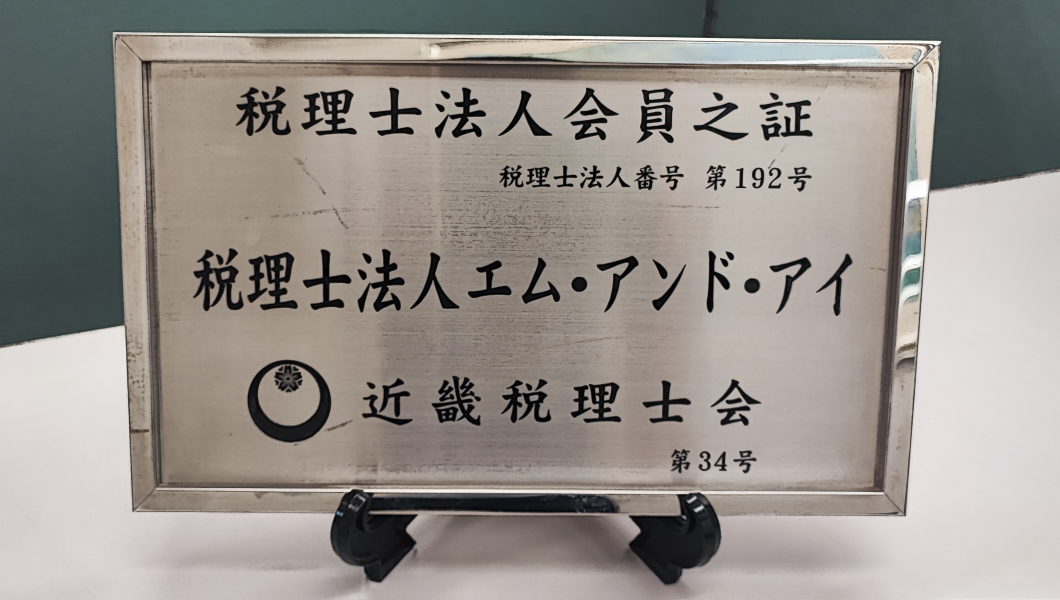 税理士法人会員之証
税理士法人番号 第192号
税理士法人エム・アンド・アイ
近畿税理士会
第34号